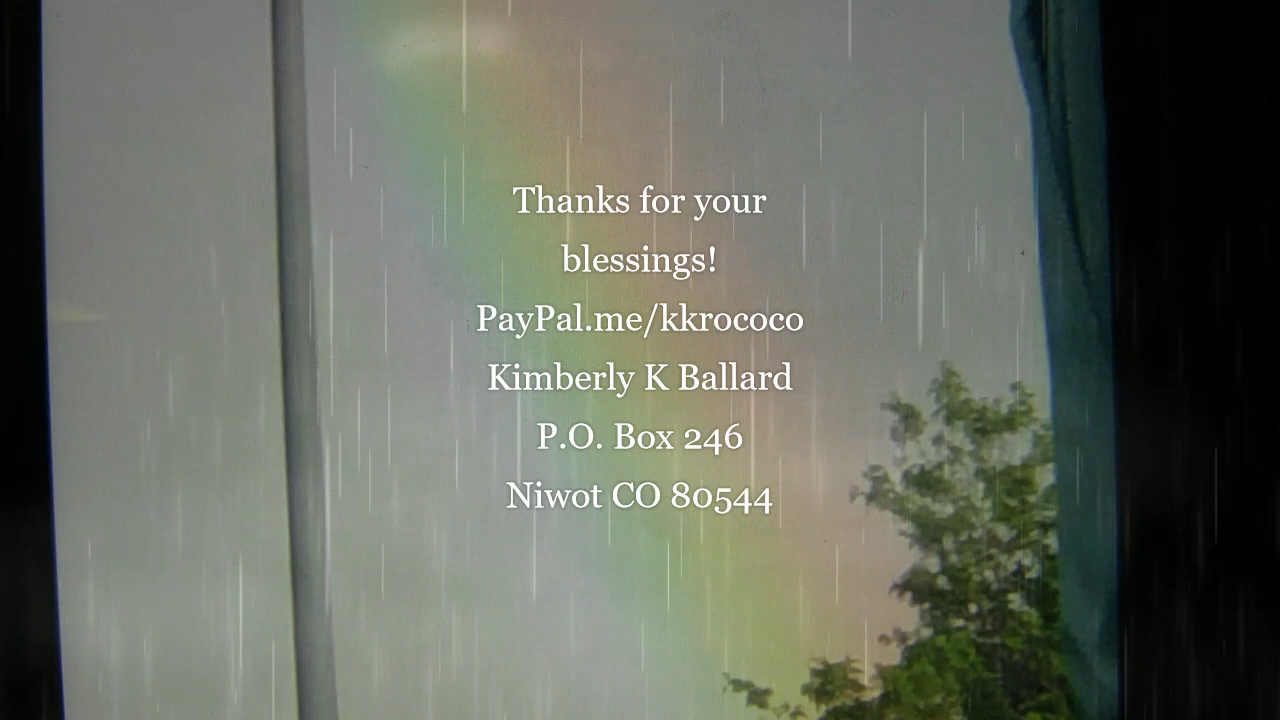 Thanks for your
blessings!
PayPal.me/kkrococo
Kimberly K Ballard
P.O. Box 246
Niwot CO 80544